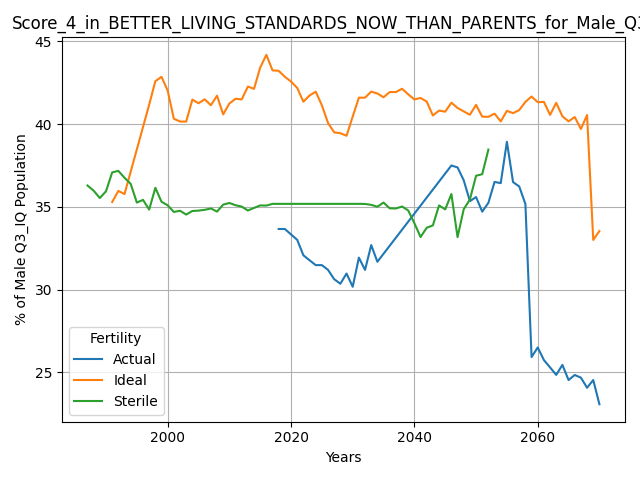 Score_4_in_BETTER_LIVING_STANDARDS_NOW_THAN_PARENTS_for_Male_Q3
45
40
35
30
25
% of Male Q3_IQ Population
Fertility
Actual
Ideal
Sterile
2000 2020 2040 2060
Years